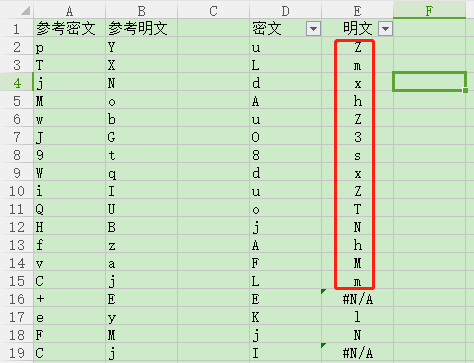 A B C D E F
1 参考密文 参考明文 密文 明文
2 p Y u Z
3 T X L m
4 j N d x
5 M o A h
6 w b u Z
7 J G O 3
8 9 t 8 s
9 W q d x
10 i I u Z
11 Q U o T
12 H B j N
13 f z A h
14 v a F M
15 C j L m
16 + E E #N/A
17 e y K l
18 F M j N
19 C j I #N/A